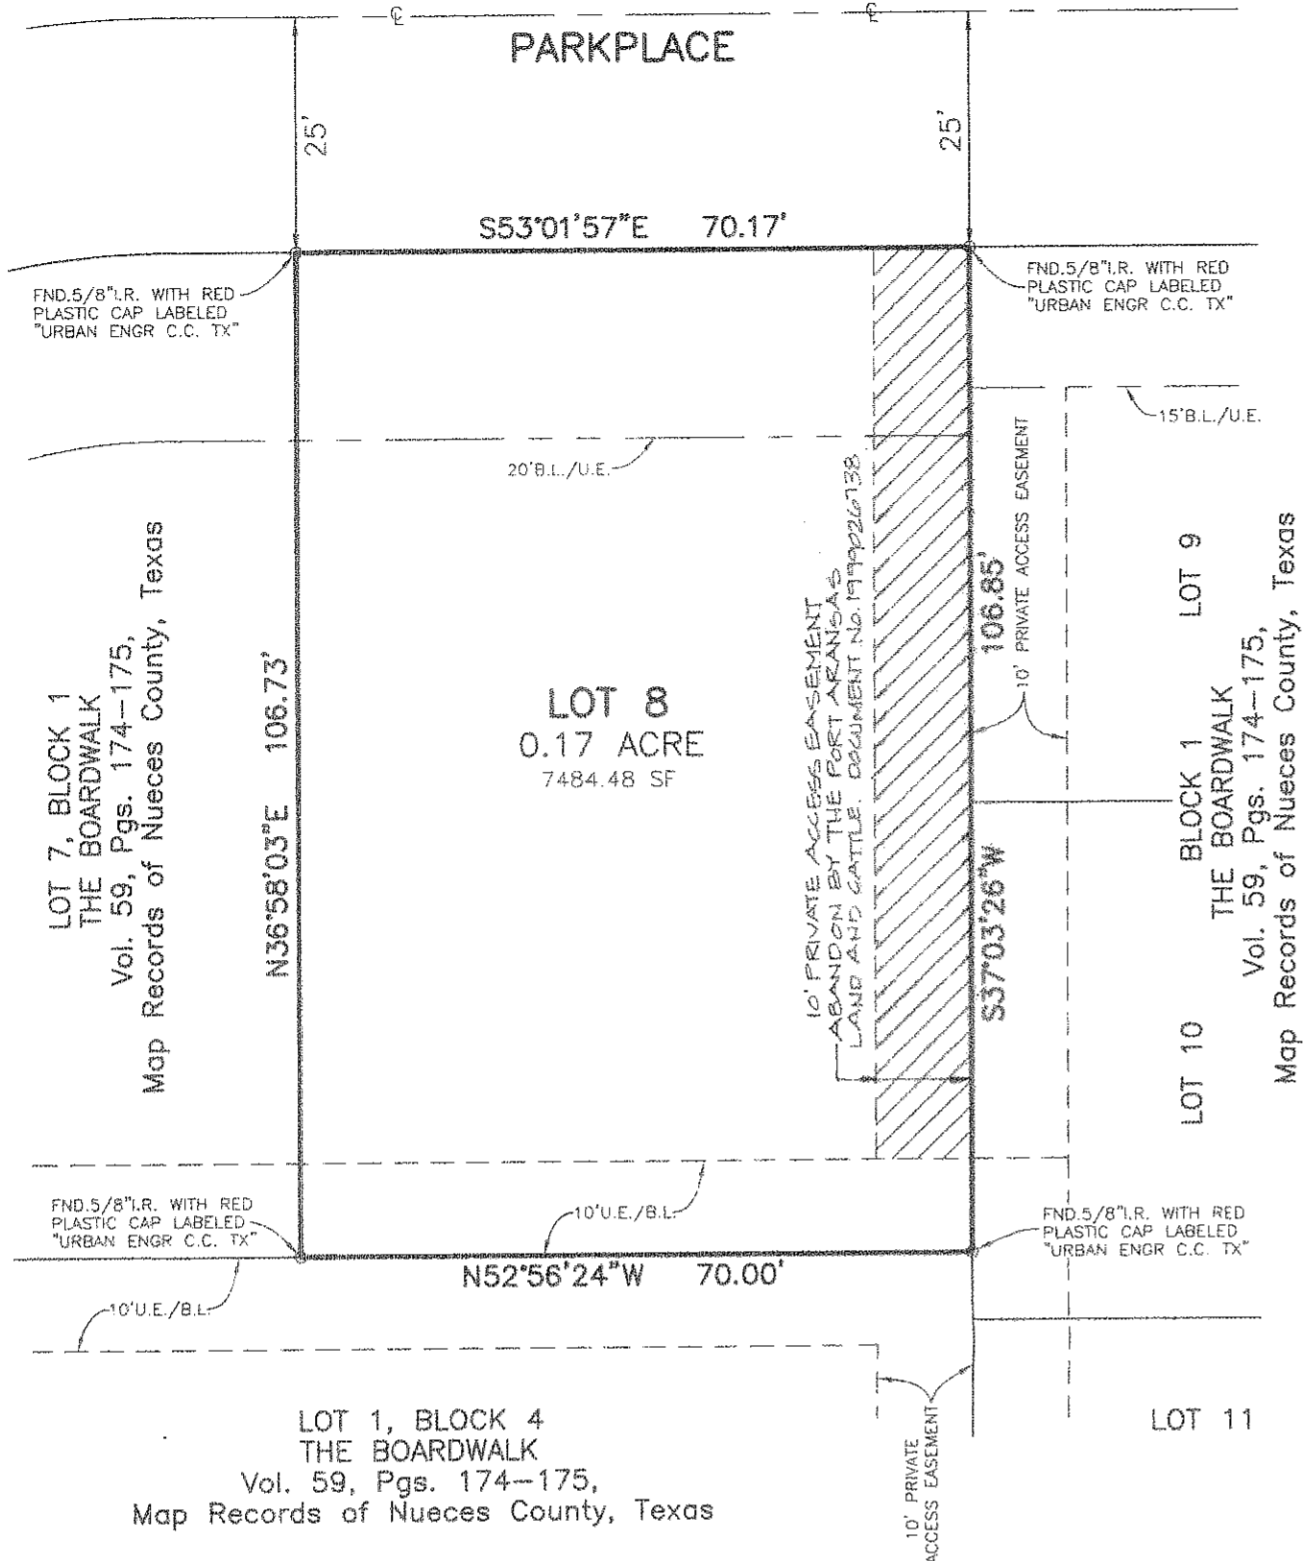 ℄
℄
PARKPLACE
25'
25'
S53°01'57"E 70.17'
FND.5/8"I.R. WITH RED
PLASTIC CAP LABELED
"URBAN ENGR C.C. TX"
FND.5/8"I.R. WITH RED
PLASTIC CAP LABELED
"URBAN ENGR C.C. TX"
15'B.L./U.E.
20'B.L./U.E.
LOT 7, BLOCK 1
THE BOARDWALK
Vol. 59, Pgs. 174-175,
Map Records of Nueces County, Texas
N36°58'03"E 106.73'
LOT 8
0.17 ACRE
7484.48 SF
10' PRIVATE ACCESS EASEMENT
ABANDON BY THE PORT ARANSAS
LAND AND CATTLE. DOCUMENT No. 1999026738
S37°03'26"W 106.85'
10' PRIVATE ACCESS EASEMENT
LOT 10 BLOCK 1 LOT 9
THE BOARDWALK
Vol. 59, Pgs. 174-175,
Map Records of Nueces County, Texas
FND.5/8"I.R. WITH RED
PLASTIC CAP LABELED
"URBAN ENGR C.C. TX"
10'U.E./B.L.
FND.5/8"I.R. WITH RED
PLASTIC CAP LABELED
"URBAN ENGR C.C. TX"
N52°56'24"W 70.00'
10'U.E./B.L.
LOT 1, BLOCK 4
THE BOARDWALK
Vol. 59, Pgs. 174-175,
Map Records of Nueces County, Texas
10' PRIVATE
ACCESS EASEMENT
LOT 11